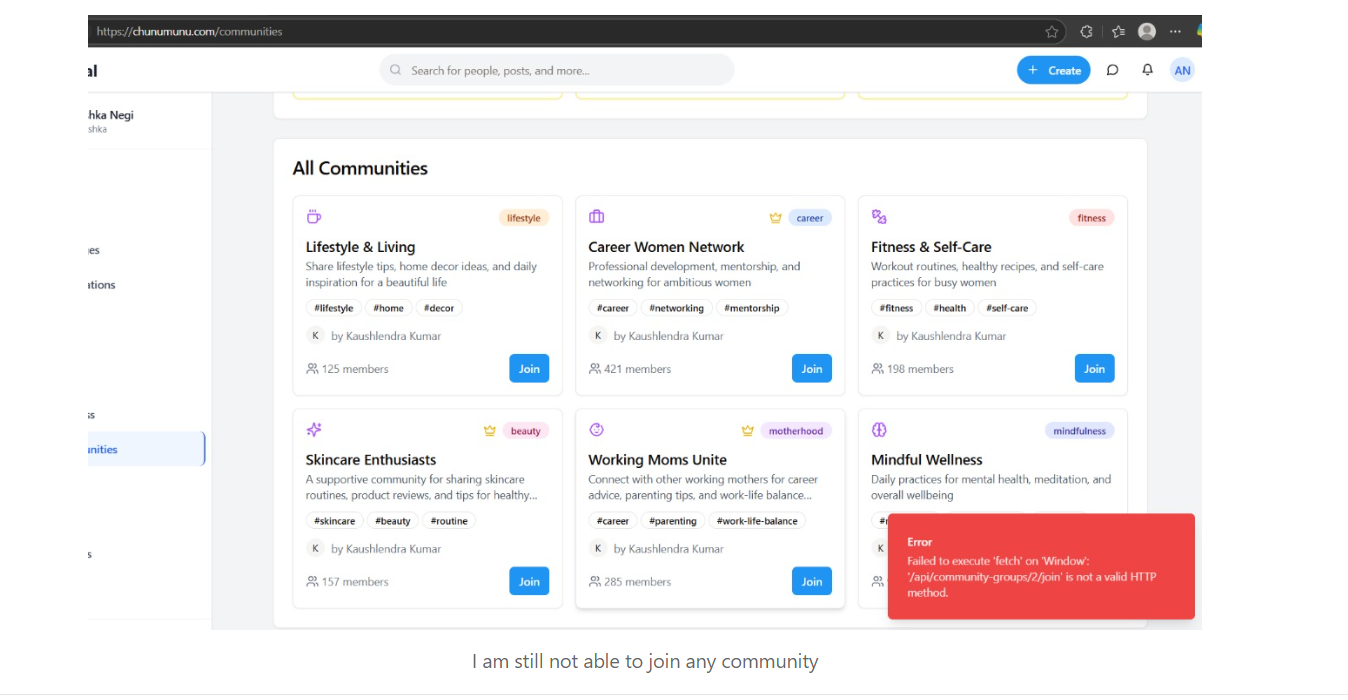 https://chunumunu.com/communities
al
Search for people, posts, and more...
+ Create
AN
hka Negi
shka
es
ations
ss
unities
s
All Communities
lifestyle
Lifestyle & Living
Share lifestyle tips, home decor ideas, and daily
inspiration for a beautiful life
#lifestyle #home #decor
K by Kaushlendra Kumar
125 members
Join
career
Career Women Network
Professional development, mentorship, and
networking for ambitious women
#career #networking #mentorship
K by Kaushlendra Kumar
421 members
Join
fitness
Fitness & Self-Care
Workout routines, healthy recipes, and self-care
practices for busy women
#fitness #health #self-care
K by Kaushlendra Kumar
198 members
Join
beauty
Skincare Enthusiasts
A supportive community for sharing skincare
routines, product reviews, and tips for healthy...
#skincare #beauty #routine
K by Kaushlendra Kumar
157 members
Join
motherhood
Working Moms Unite
Connect with other working mothers for career
advice, parenting tips, and work-life balance...
#career #parenting #work-life-balance
K by Kaushlendra Kumar
285 members
Join
mindfulness
Mindful Wellness
Daily practices for mental health, meditation, and
overall wellbeing
K
Error
Failed to execute 'fetch' on 'Window':
'/api/community-groups/2/join' is not a valid HTTP
method.
I am still not able to join any community